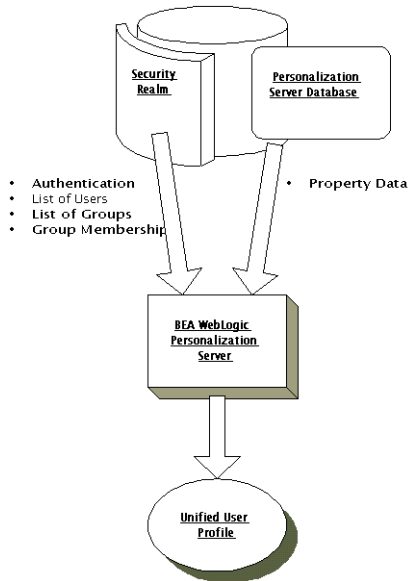 Security
Realm
Personalization
Server Database
• Authentication
• List of Users
• List of Groups
• Group Membership
• Property Data
BEA WebLogic
Personalization
Server
Unified User
Profile